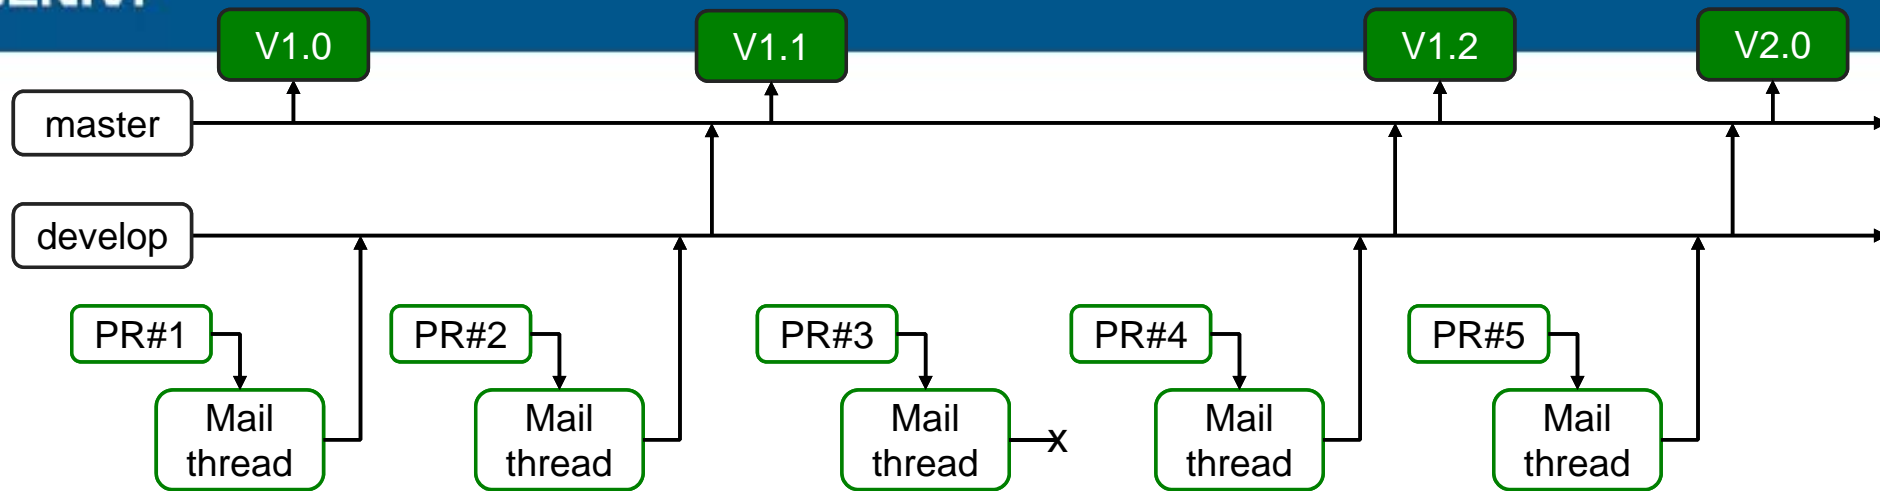 V1.0
V1.1
V1.2
V2.0
master
develop
PR#1
PR#2
PR#3
PR#4
PR#5
Mail
thread
Mail
thread
Mail
thread
x
Mail
thread
Mail
thread